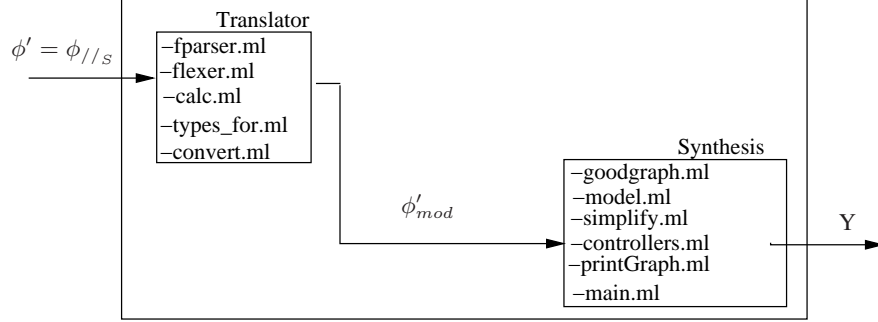 Translator
ϕ′ = ϕ//S
–fparser.ml
–flexer.ml
–calc.ml
–types_for.ml
–convert.ml
Synthesis
–goodgraph.ml
–model.ml
–simplify.ml
–controllers.ml
–printGraph.ml
–main.ml
ϕ′mod
Y